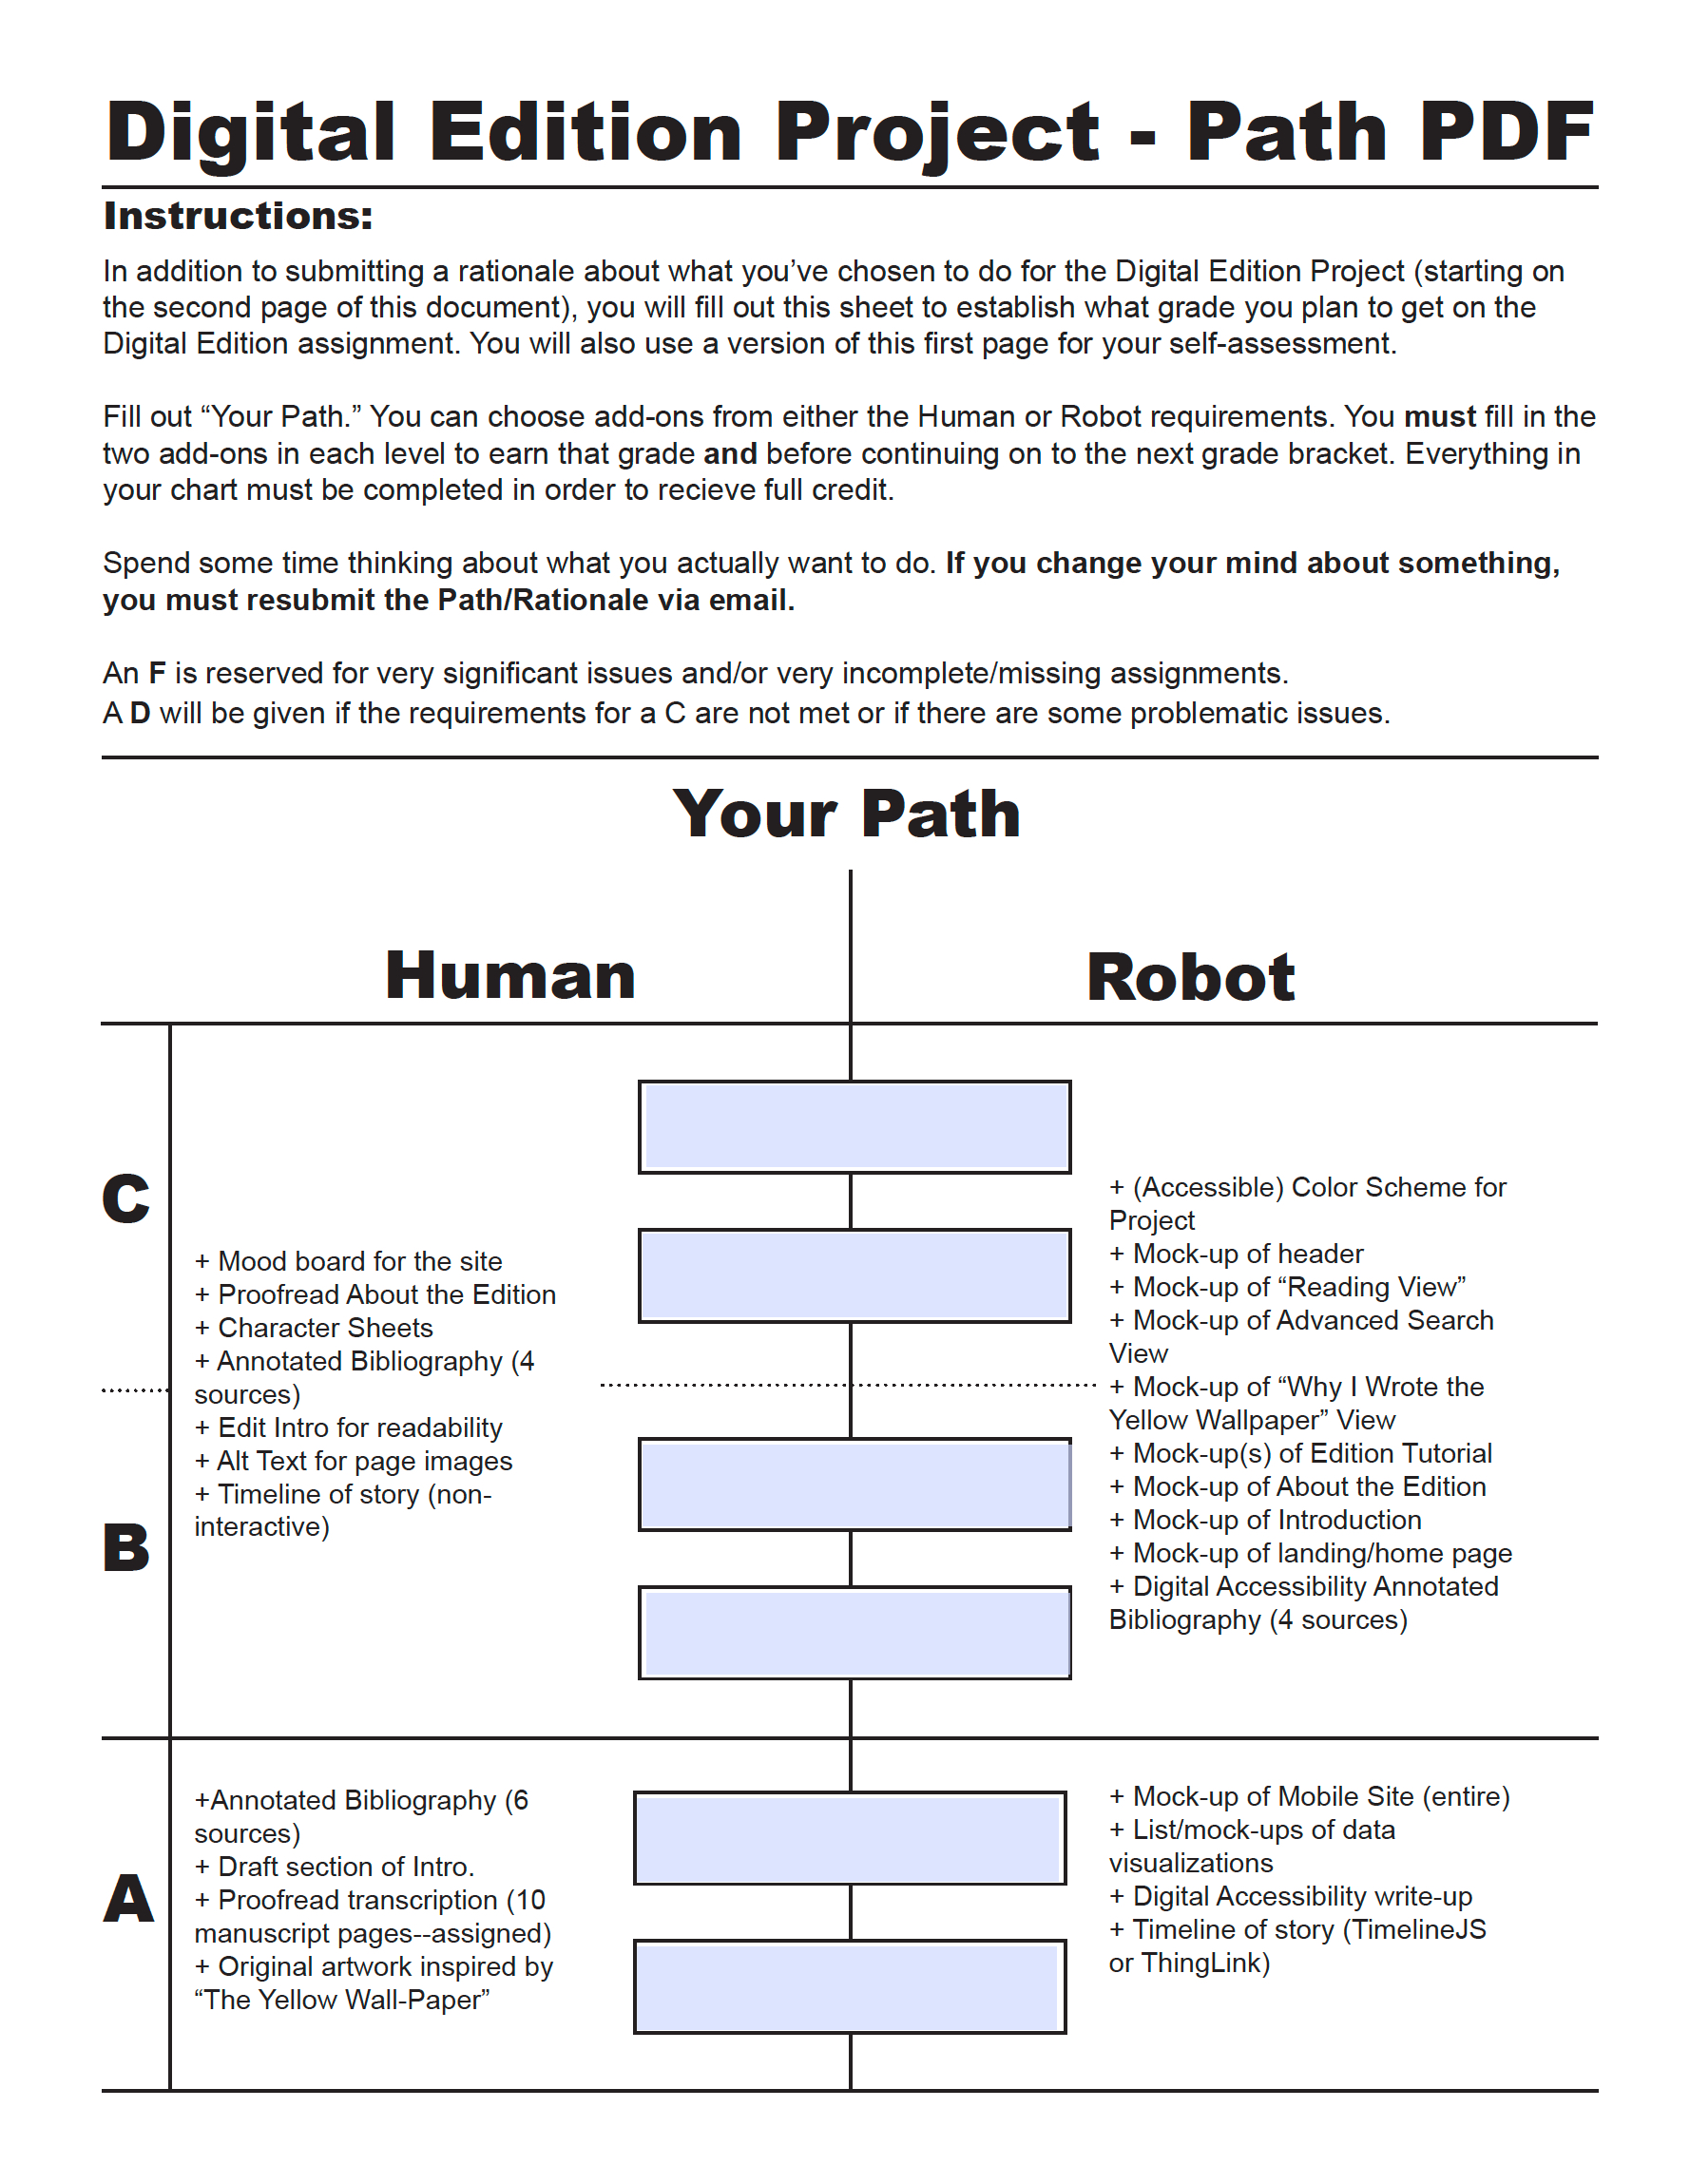 Digital Edition Project - Path PDF
Instructions:
In addition to submitting a rationale about what you’ve chosen to do for the Digital Edition Project (starting on
the second page of this document), you will fill out this sheet to establish what grade you plan to get on the
Digital Edition assignment. You will also use a version of this first page for your self-assessment.
Fill out “Your Path.” You can choose add-ons from either the Human or Robot requirements. You must fill in the
two add-ons in each level to earn that grade and before continuing on to the next grade bracket. Everything in
your chart must be completed in order to recieve full credit.
Spend some time thinking about what you actually want to do. If you change your mind about something,
you must resubmit the Path/Rationale via email.
An F is reserved for very significant issues and/or very incomplete/missing assignments.
A D will be given if the requirements for a C are not met or if there are some problematic issues.
Your Path
Human
Robot
C
B
+ Mood board for the site
+ Proofread About the Edition
+ Character Sheets
+ Annotated Bibliography (4
sources)
+ Edit Intro for readability
+ Alt Text for page images
+ Timeline of story (non-
interactive)
+ (Accessible) Color Scheme for
Project
+ Mock-up of header
+ Mock-up of “Reading View”
+ Mock-up of Advanced Search
View
+ Mock-up of “Why I Wrote the
Yellow Wallpaper” View
+ Mock-up(s) of Edition Tutorial
+ Mock-up of About the Edition
+ Mock-up of Introduction
+ Mock-up of landing/home page
+ Digital Accessibility Annotated
Bibliography (4 sources)
A
+Annotated Bibliography (6
sources)
+ Draft section of Intro.
+ Proofread transcription (10
manuscript pages--assigned)
+ Original artwork inspired by
“The Yellow Wall-Paper”
+ Mock-up of Mobile Site (entire)
+ List/mock-ups of data
visualizations
+ Digital Accessibility write-up
+ Timeline of story (TimelineJS
or ThingLink)